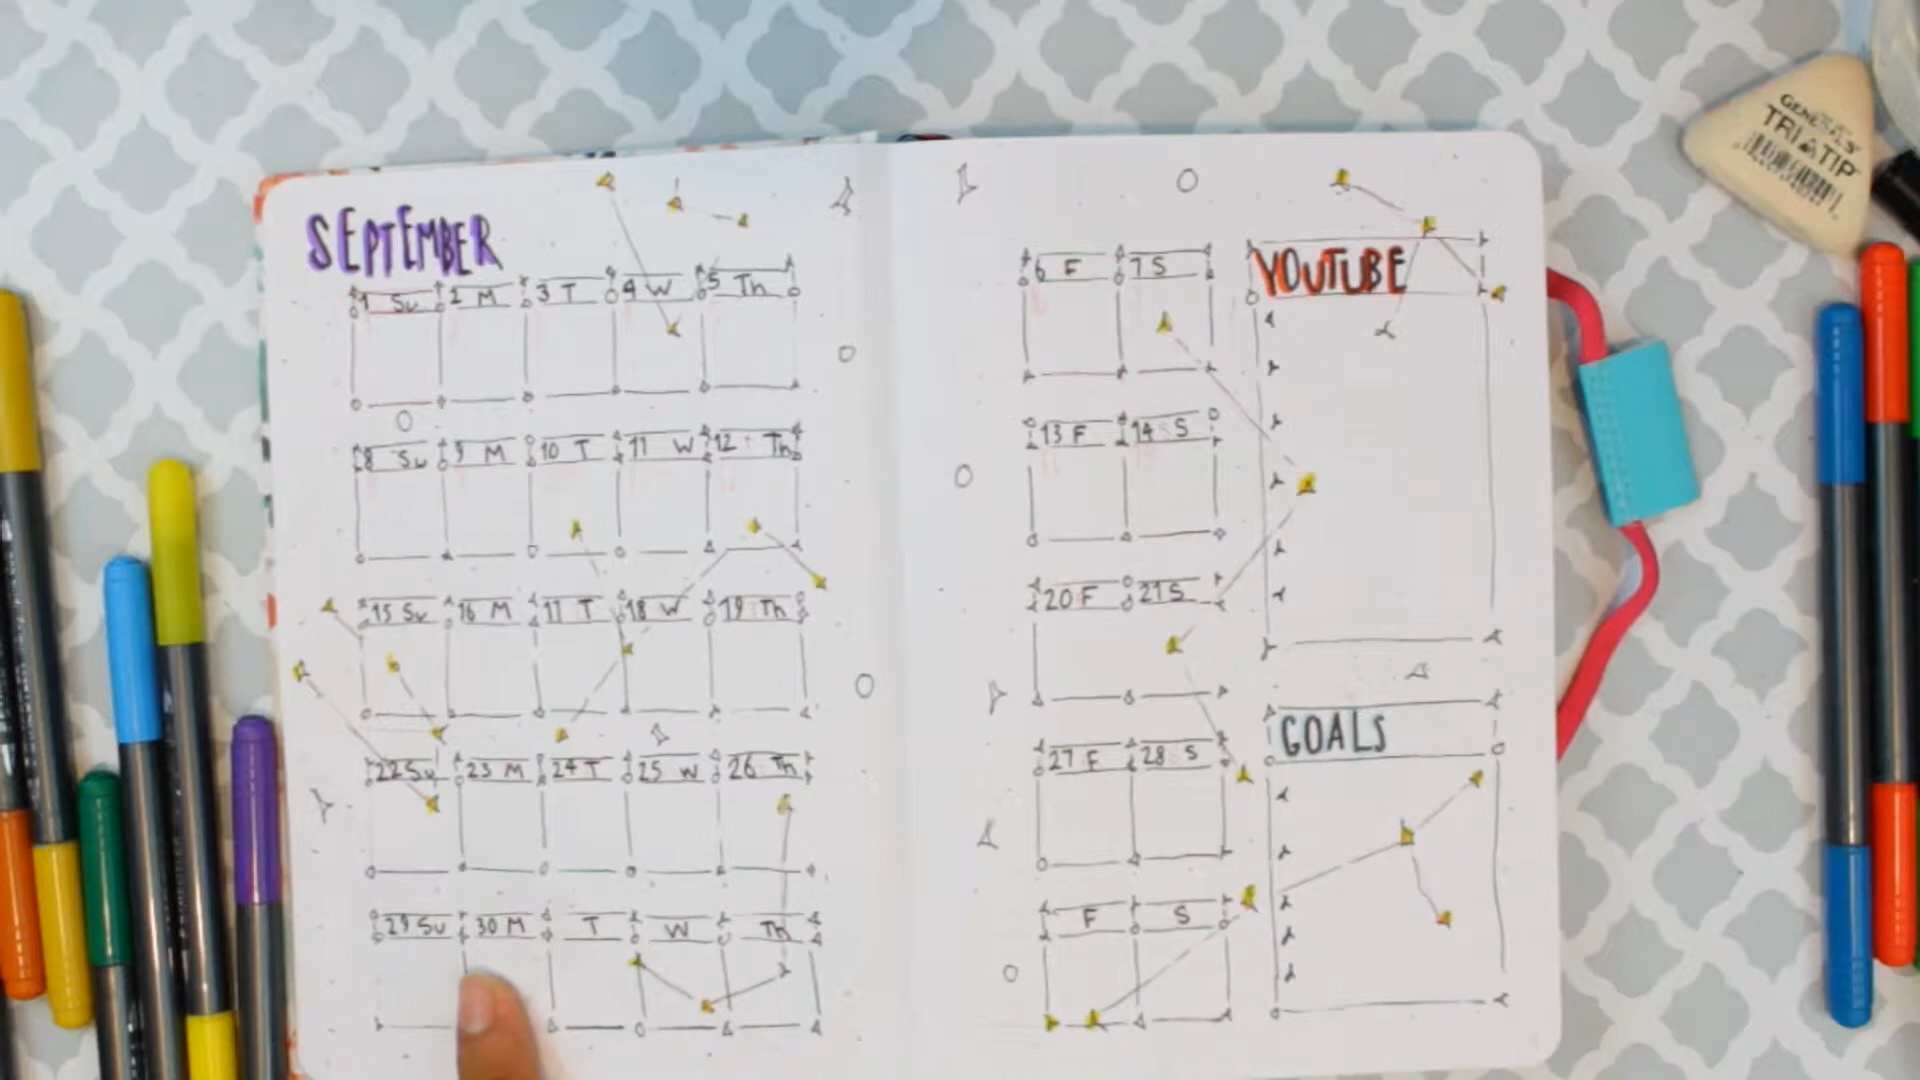 SEPTEMBER
1 Su 2 M 3 T 4 W 5 Th
8 Su 9 M 10 T 11 W 12 Th
15 Su 16 M 17 T 18 W 19 Th
22 Su 23 M 24 T 25 W 26 Th
29 Su 30 M T W Th
6 F 7 S
13 F 14 S
20 F 21 S
27 F 28 S
F S
YOUTUBE
GOALS
GENERAL'S
TRI TIP